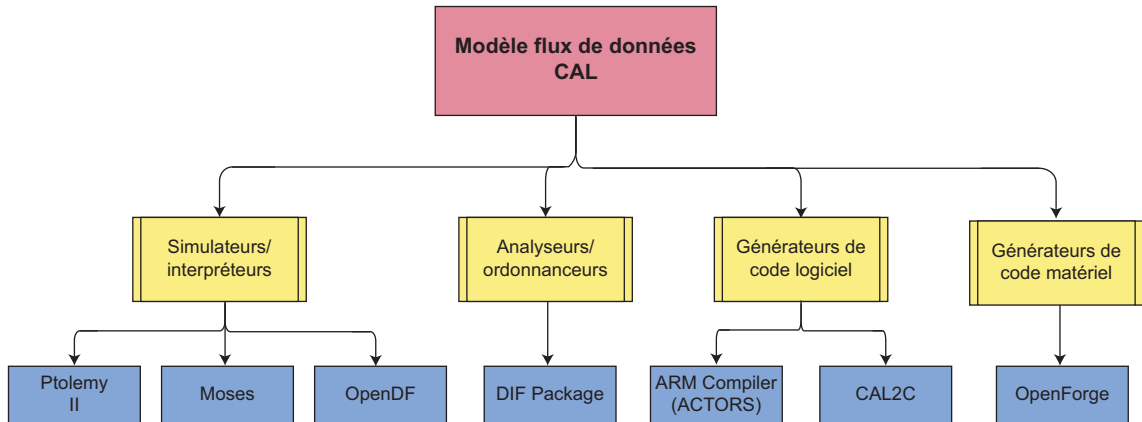 Modèle flux de données
CAL
Simulateurs/
interpréteurs
Analyseurs/
ordonnanceurs
Générateurs de
code logiciel
Générateurs de
code matériel
Ptolemy
II
Moses
OpenDF
DIF Package
ARM Compiler
(ACTORS)
CAL2C
OpenForge